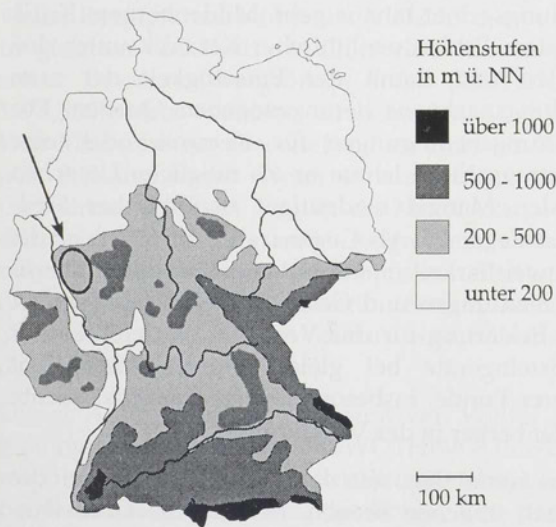 Höhenstufen
in m ü. NN
über 1000
500 - 1000
200 - 500
unter 200
100 km